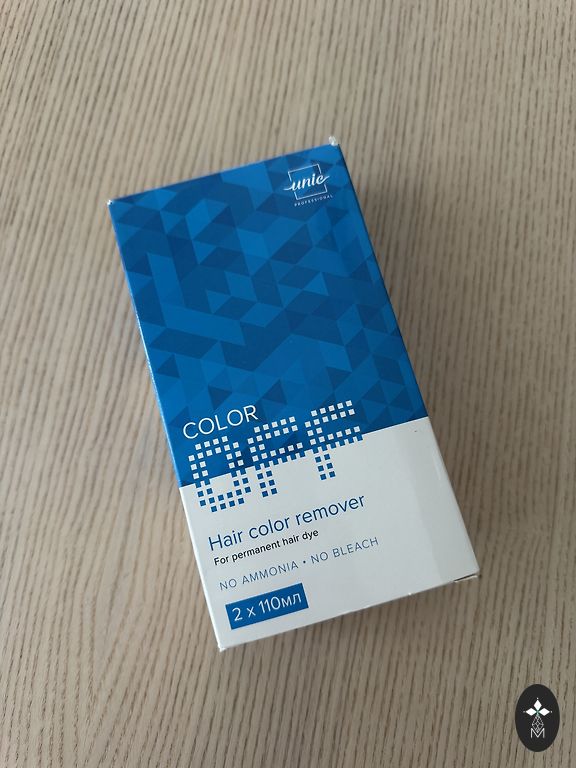 unic
PROFESSIONAL
COLOR
OFF
Hair color remover
For permanent hair dye
NO AMMONIA • NO BLEACH
2 x 110мл
M